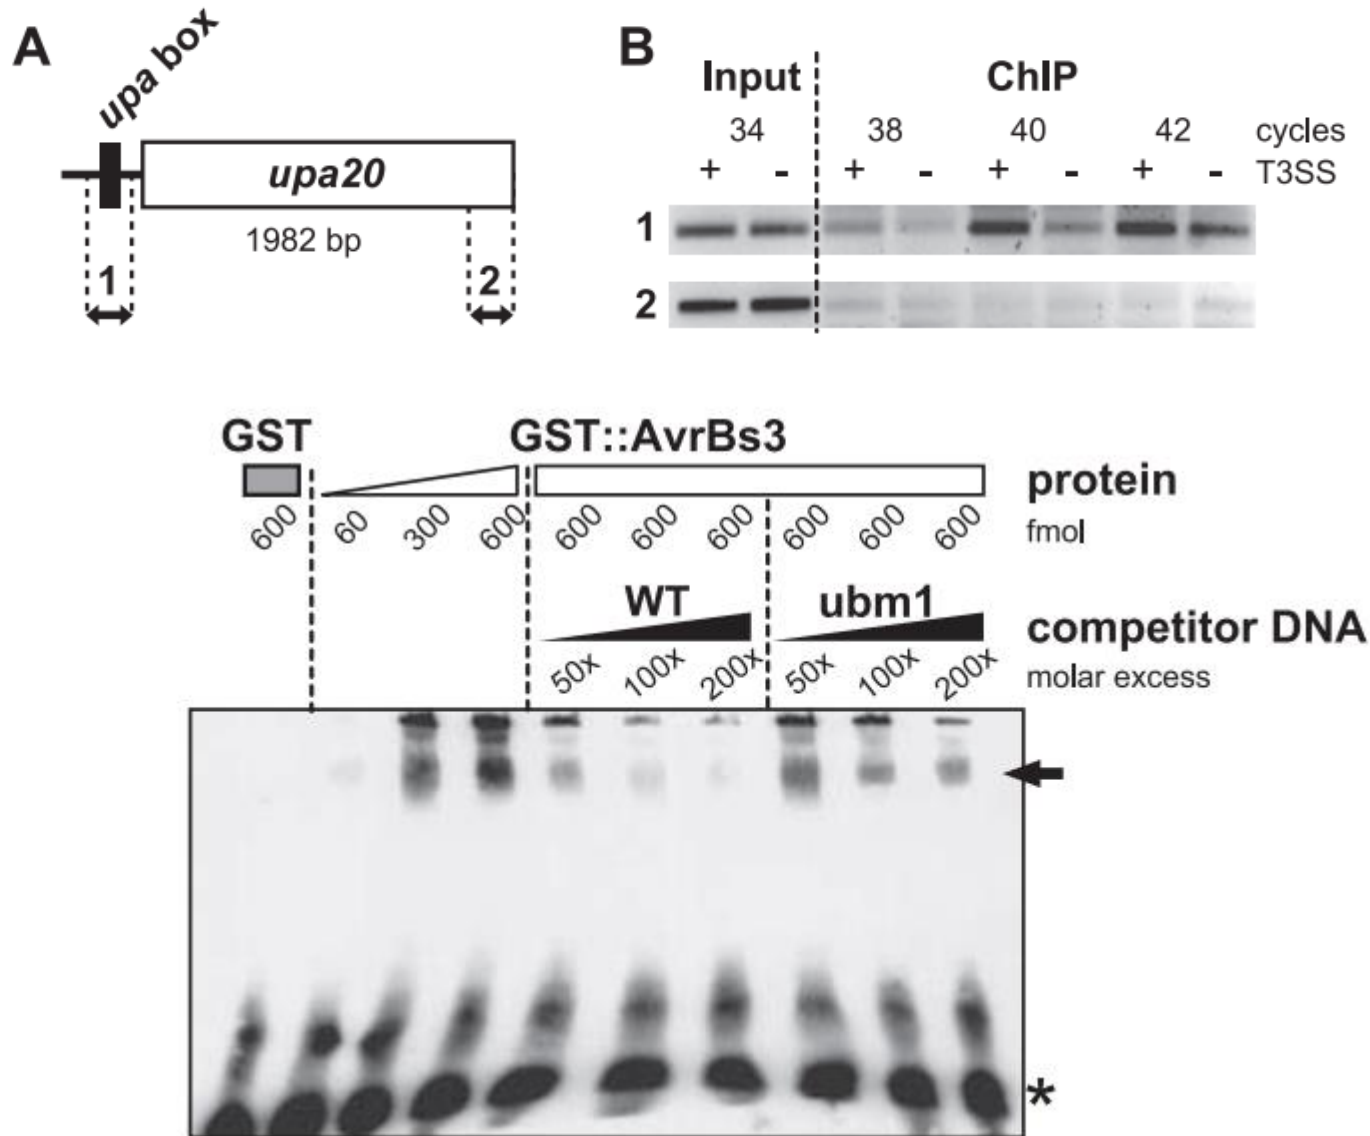 A
upa box
upa20
1982 bp
1
2
B
Input ChIP
34 38 40 42 cycles
+ - + - + - + - T3SS
1
2
GST GST::AvrBs3
protein
600 60 300 600 600 600 600 600 600 600 fmol
WT ubm1
competitor DNA
50x 100x 200x 50x 100x 200x molar excess
*